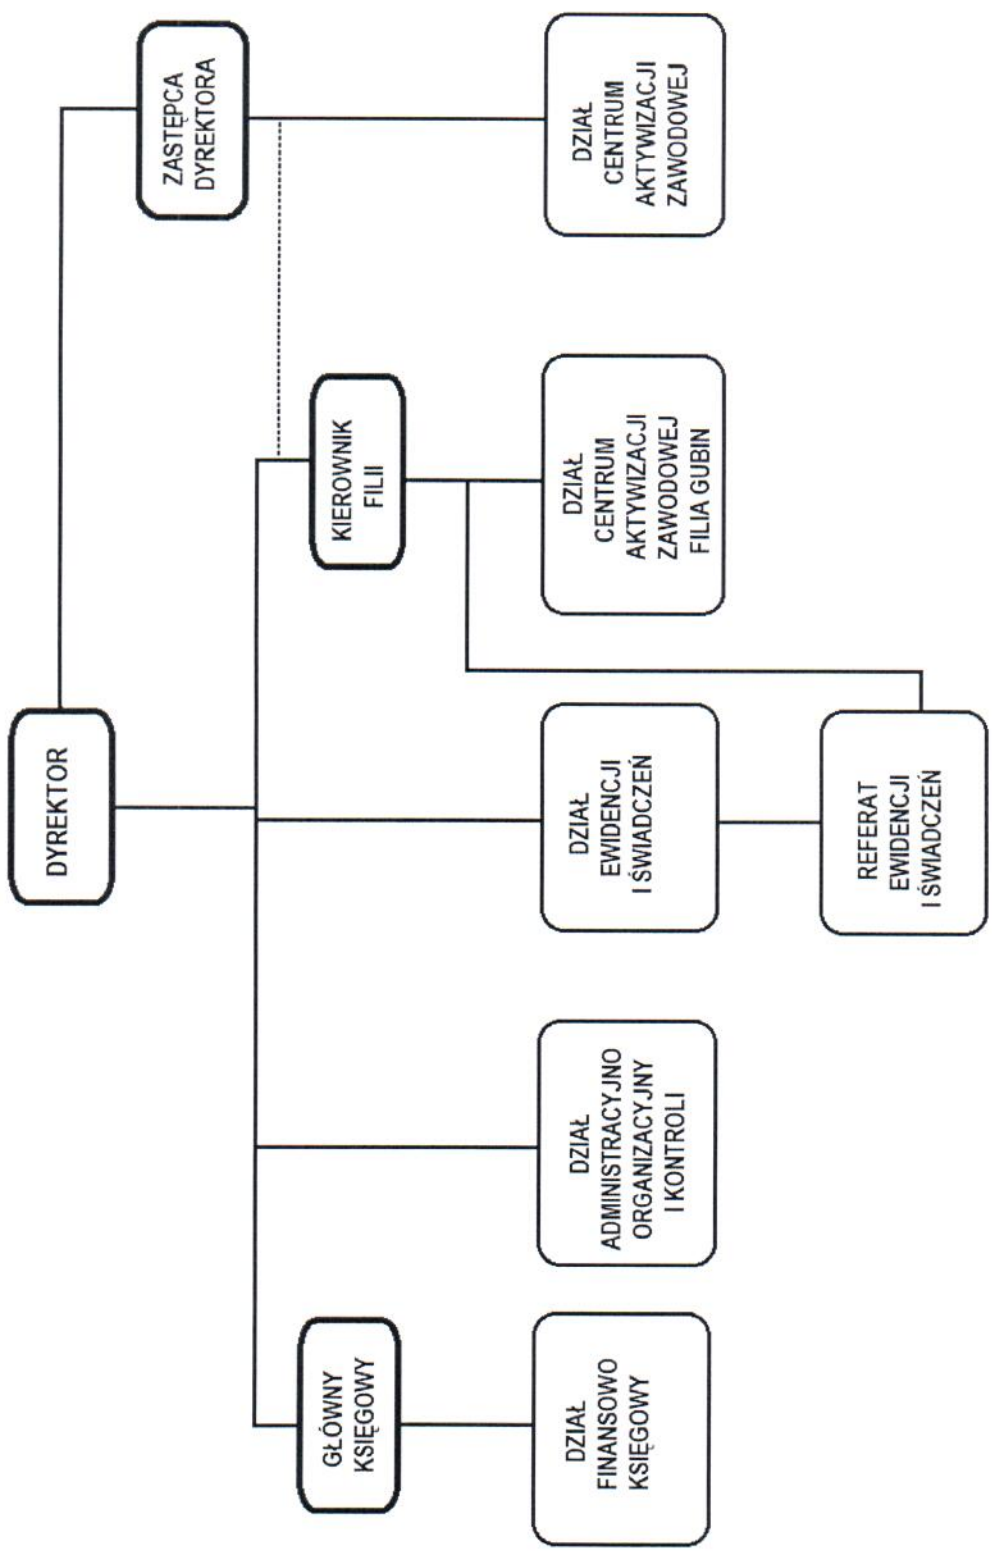 DYREKTOR
ZASTĘPCA
DYREKTORA
GŁÓWNY
KSIĘGOWY
KIEROWNIK
FILII
DZIAŁ
FINANSOWO
KSIĘGOWY
DZIAŁ
ADMINISTRACYJNO
ORGANIZACYJNY
I KONTROLI
DZIAŁ
EWIDENCJI
I ŚWIADCZEŃ
DZIAŁ
CENTRUM
AKTYWIZACJI
ZAWODOWEJ
FILIA GUBIN
DZIAŁ
CENTRUM
AKTYWIZACJI
ZAWODOWEJ
REFERAT
EWIDENCJI
I ŚWIADCZEŃ